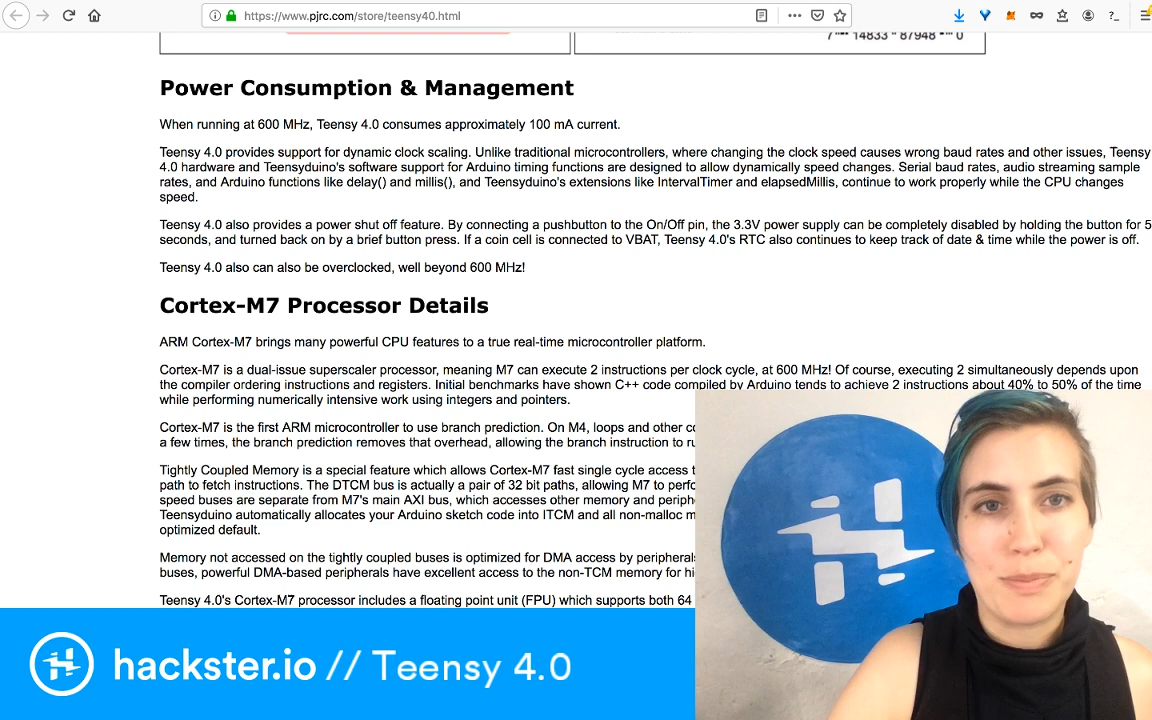 https://www.pjrc.com/store/teensy40.html
14833 87948 0
Power Consumption & Management
When running at 600 MHz, Teensy 4.0 consumes approximately 100 mA current.
Teensy 4.0 provides support for dynamic clock scaling. Unlike traditional microcontrollers, where changing the clock speed causes wrong baud rates and other issues, Teensy
4.0 hardware and Teensyduino's software support for Arduino timing functions are designed to allow dynamically speed changes. Serial baud rates, audio streaming sample
rates, and Arduino functions like delay() and millis(), and Teensyduino's extensions like IntervalTimer and elapsedMillis, continue to work properly while the CPU changes
speed.
Teensy 4.0 also provides a power shut off feature. By connecting a pushbutton to the On/Off pin, the 3.3V power supply can be completely disabled by holding the button for 5
seconds, and turned back on by a brief button press. If a coin cell is connected to VBAT, Teensy 4.0's RTC also continues to keep track of date & time while the power is off.
Teensy 4.0 also can also be overclocked, well beyond 600 MHz!
Cortex-M7 Processor Details
ARM Cortex-M7 brings many powerful CPU features to a true real-time microcontroller platform.
Cortex-M7 is a dual-issue superscaler processor, meaning M7 can execute 2 instructions per clock cycle, at 600 MHz! Of course, executing 2 simultaneously depends upon
the compiler ordering instructions and registers. Initial benchmarks have shown C++ code compiled by Arduino tends to achieve 2 instructions about 40% to 50% of the time
while performing numerically intensive work using integers and pointers.
Cortex-M7 is the first ARM microcontroller to use branch prediction. On M4, loops and other
a few times, the branch prediction removes that overhead, allowing the branch instruction to
Tightly Coupled Memory is a special feature which allows Cortex-M7 fast single cycle access
path to fetch instructions. The DTCM bus is actually a pair of 32 bit paths, allowing M7 to
speed buses are separate from M7's main AXI bus, which accesses other memory and
Teensyduino automatically allocates your Arduino sketch code into ITCM and all non-malloc
optimized default.
Memory not accessed on the tightly coupled buses is optimized for DMA access by
buses, powerful DMA-based peripherals have excellent access to the non-TCM memory for
Teensy 4.0's Cortex-M7 processor includes a floating point unit (FPU) which supports both 64
hackster.io // Teensy 4.0